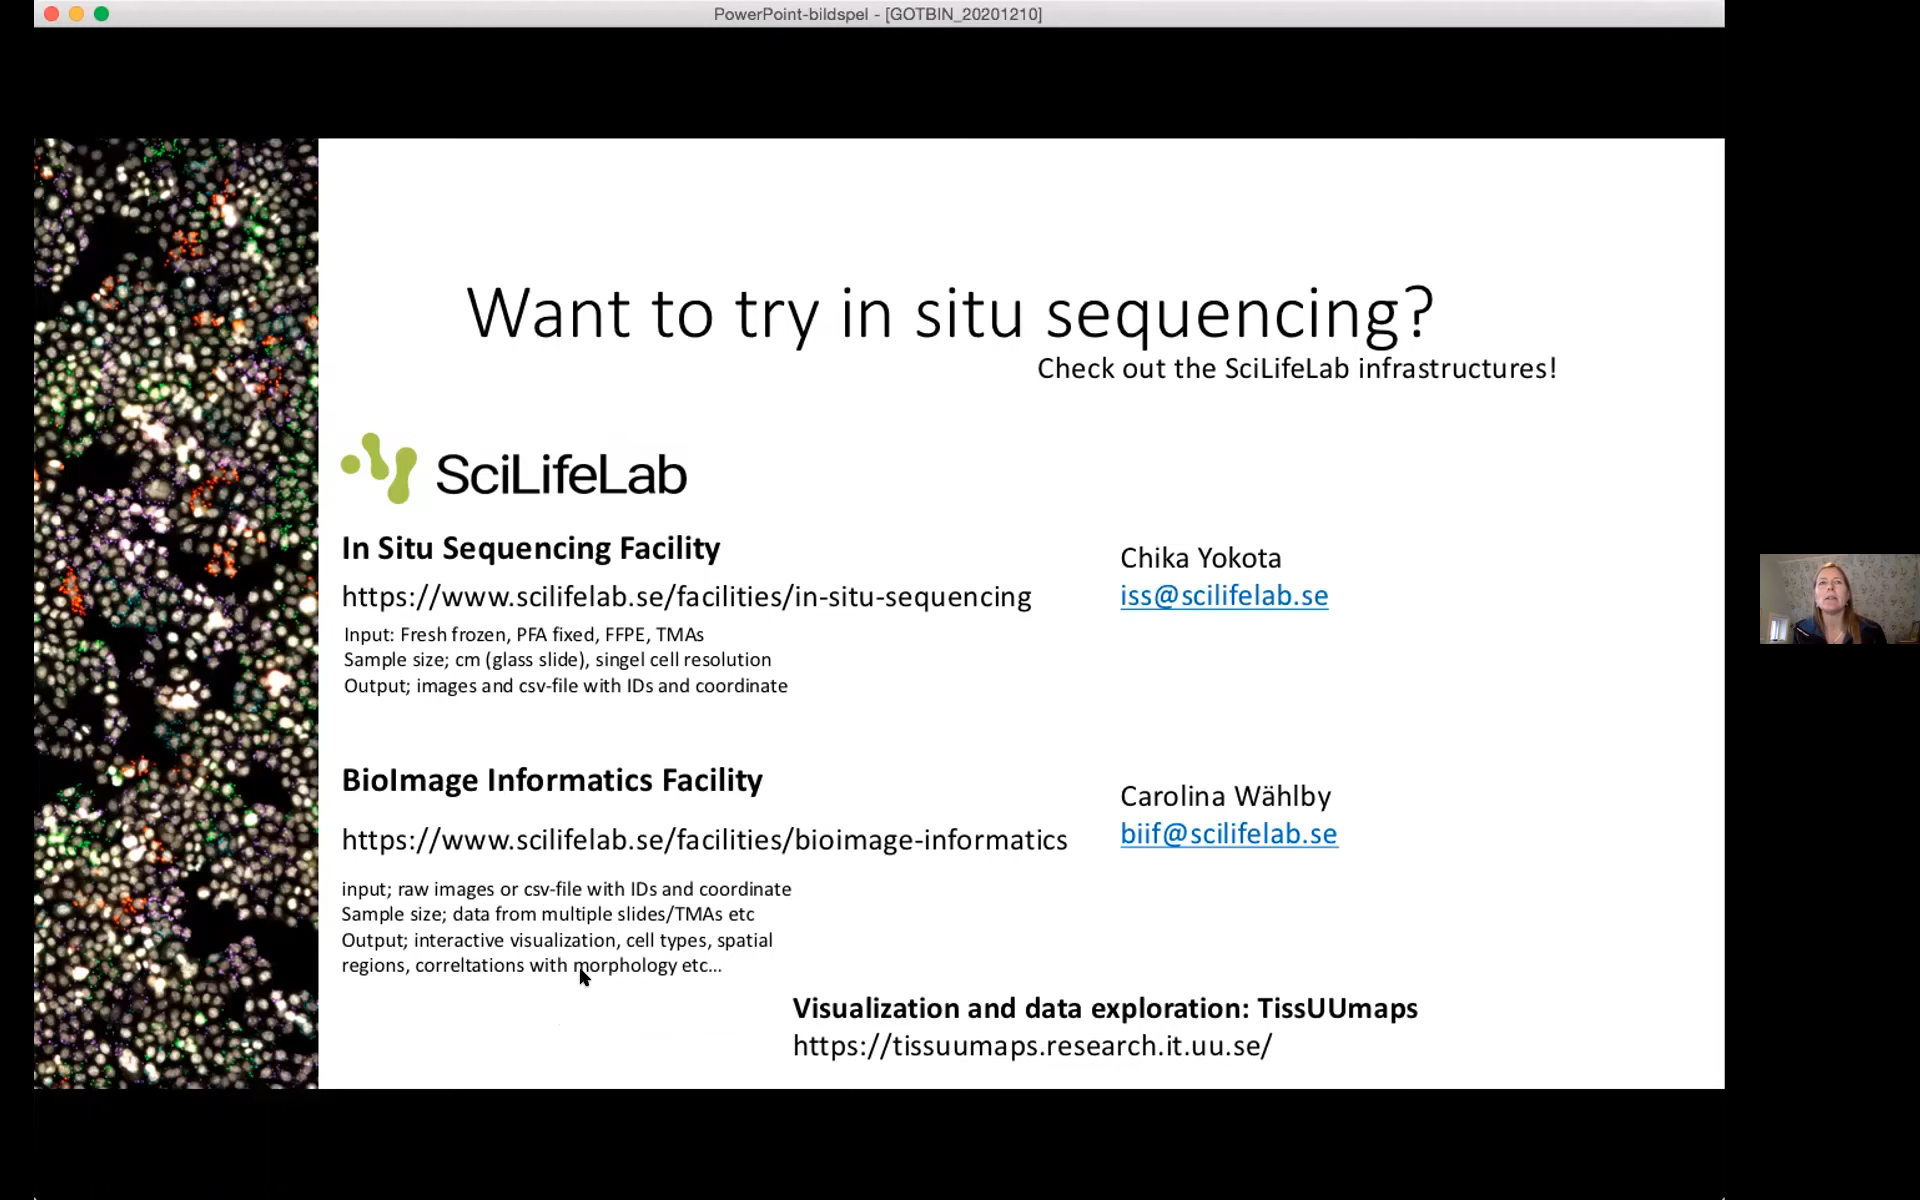 PowerPoint-bildspel - [GOTBIN_20201210]
Want to try in situ sequencing?
Check out the SciLifeLab infrastructures!
SciLifeLab
In Situ Sequencing Facility
https://www.scilifelab.se/facilities/in-situ-sequencing
Input: Fresh frozen, PFA fixed, FFPE, TMAs
Sample size; cm (glass slide), singel cell resolution
Output; images and csv-file with IDs and coordinate
Chika Yokota
iss@scilifelab.se
BioImage Informatics Facility
https://www.scilifelab.se/facilities/bioimage-informatics
input; raw images or csv-file with IDs and coordinate
Sample size; data from multiple slides/TMAs etc
Output; interactive visualization, cell types, spatial
regions, correltations with morphology etc...
Carolina Wählby
biif@scilifelab.se
Visualization and data exploration: TissUUmaps
https://tissuumaps.research.it.uu.se/